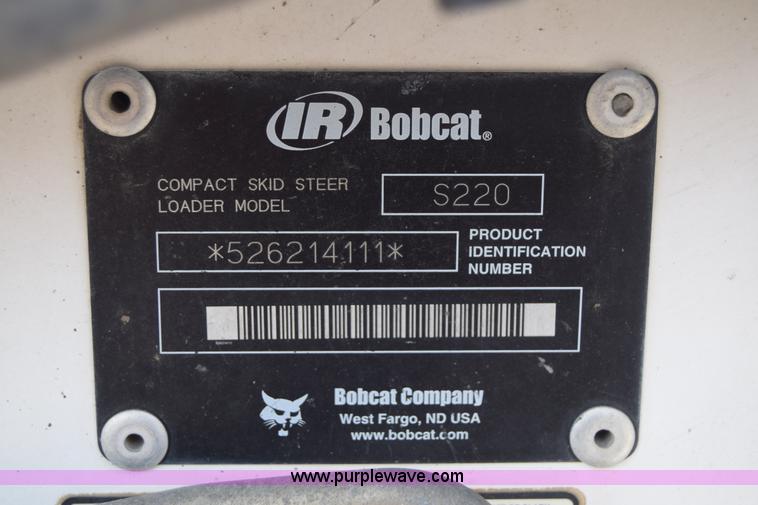 IR Bobcat®
COMPACT SKID STEER
LOADER MODEL
S220
*526214111*
PRODUCT
IDENTIFICATION
NUMBER
Bobcat Company
West Fargo, ND USA
www.bobcat.com
www.purplewave.com